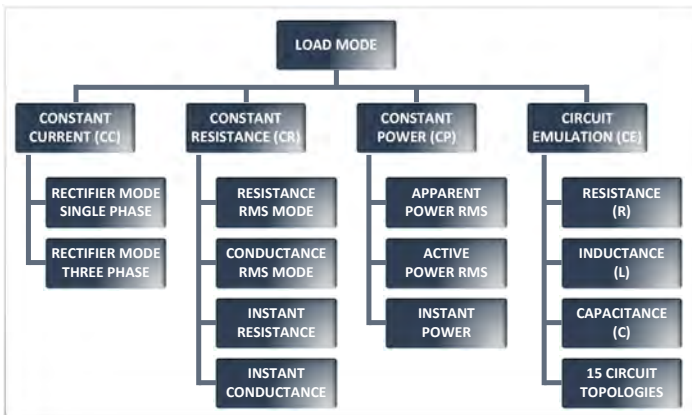 LOAD MODE
CONSTANT
CURRENT (CC)
CONSTANT
RESISTANCE (CR)
CONSTANT
POWER (CP)
CIRCUIT
EMULATION (CE)
RECTIFIER MODE
SINGLE PHASE
RECTIFIER MODE
THREE PHASE
RESISTANCE
RMS MODE
CONDUCTANCE
RMS MODE
INSTANT
RESISTANCE
INSTANT
CONDUCTANCE
APPARENT
POWER RMS
ACTIVE
POWER RMS
INSTANT
POWER
RESISTANCE
(R)
INDUCTANCE
(L)
CAPACITANCE
(C)
15 CIRCUIT
TOPOLOGIES